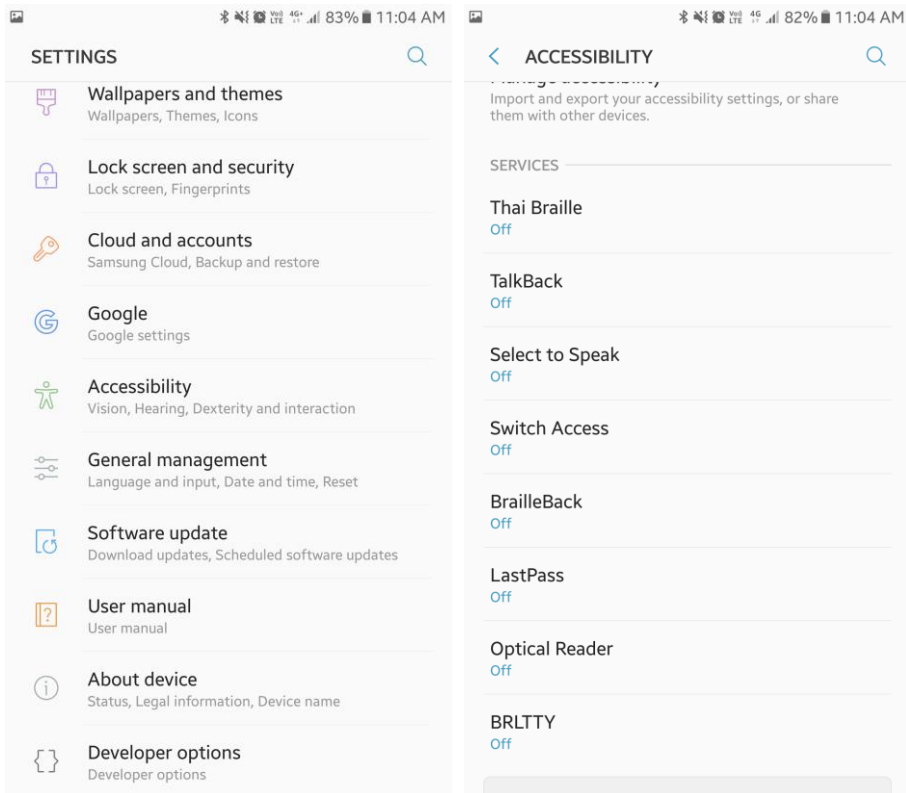 83% 11:04 AM
SETTINGS
Wallpapers and themes
Wallpapers, Themes, Icons
Lock screen and security
Lock screen, Fingerprints
Cloud and accounts
Samsung Cloud, Backup and restore
Google
Google settings
Accessibility
Vision, Hearing, Dexterity and interaction
General management
Language and input, Date and time, Reset
Software update
Download updates, Scheduled software updates
User manual
User manual
About device
Status, Legal information, Device name
Developer options
Developer options
82% 11:04 AM
ACCESSIBILITY
Manage accessibility
Import and export your accessibility settings, or share
them with other devices.
SERVICES
Thai Braille
Off
TalkBack
Off
Select to Speak
Off
Switch Access
Off
BrailleBack
Off
LastPass
Off
Optical Reader
Off
BRLTTY
Off